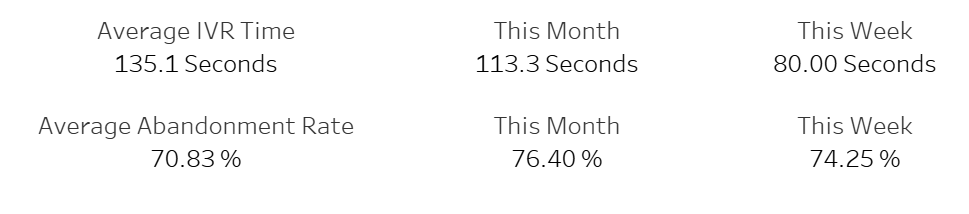 Average IVR Time This Month This Week
135.1 Seconds 113.3 Seconds 80.00 Seconds
Average Abandonment Rate This Month This Week
70.83 % 76.40 % 74.25 %